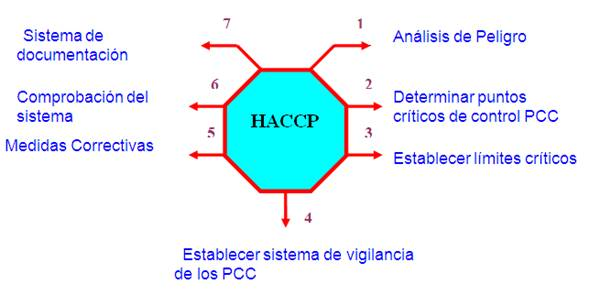 7
1
Sistema de
documentación
Análisis de Peligro
6
2
Comprobación del
sistema
HACCP
Determinar puntos
críticos de control PCC
5
3
Medidas Correctivas
Establecer límites críticos
4
Establecer sistema de vigilancia
de los PCC